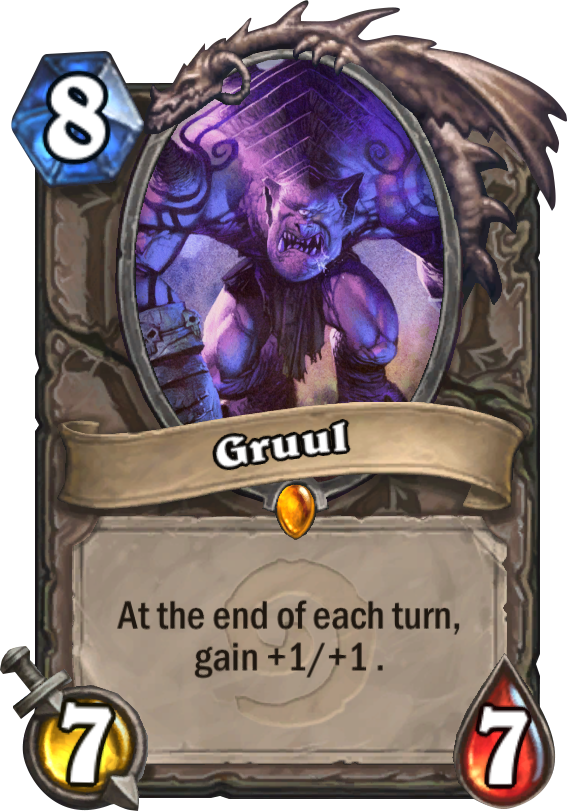 8
Gruul
At the end of each turn,
gain +1/+1 .
7
7